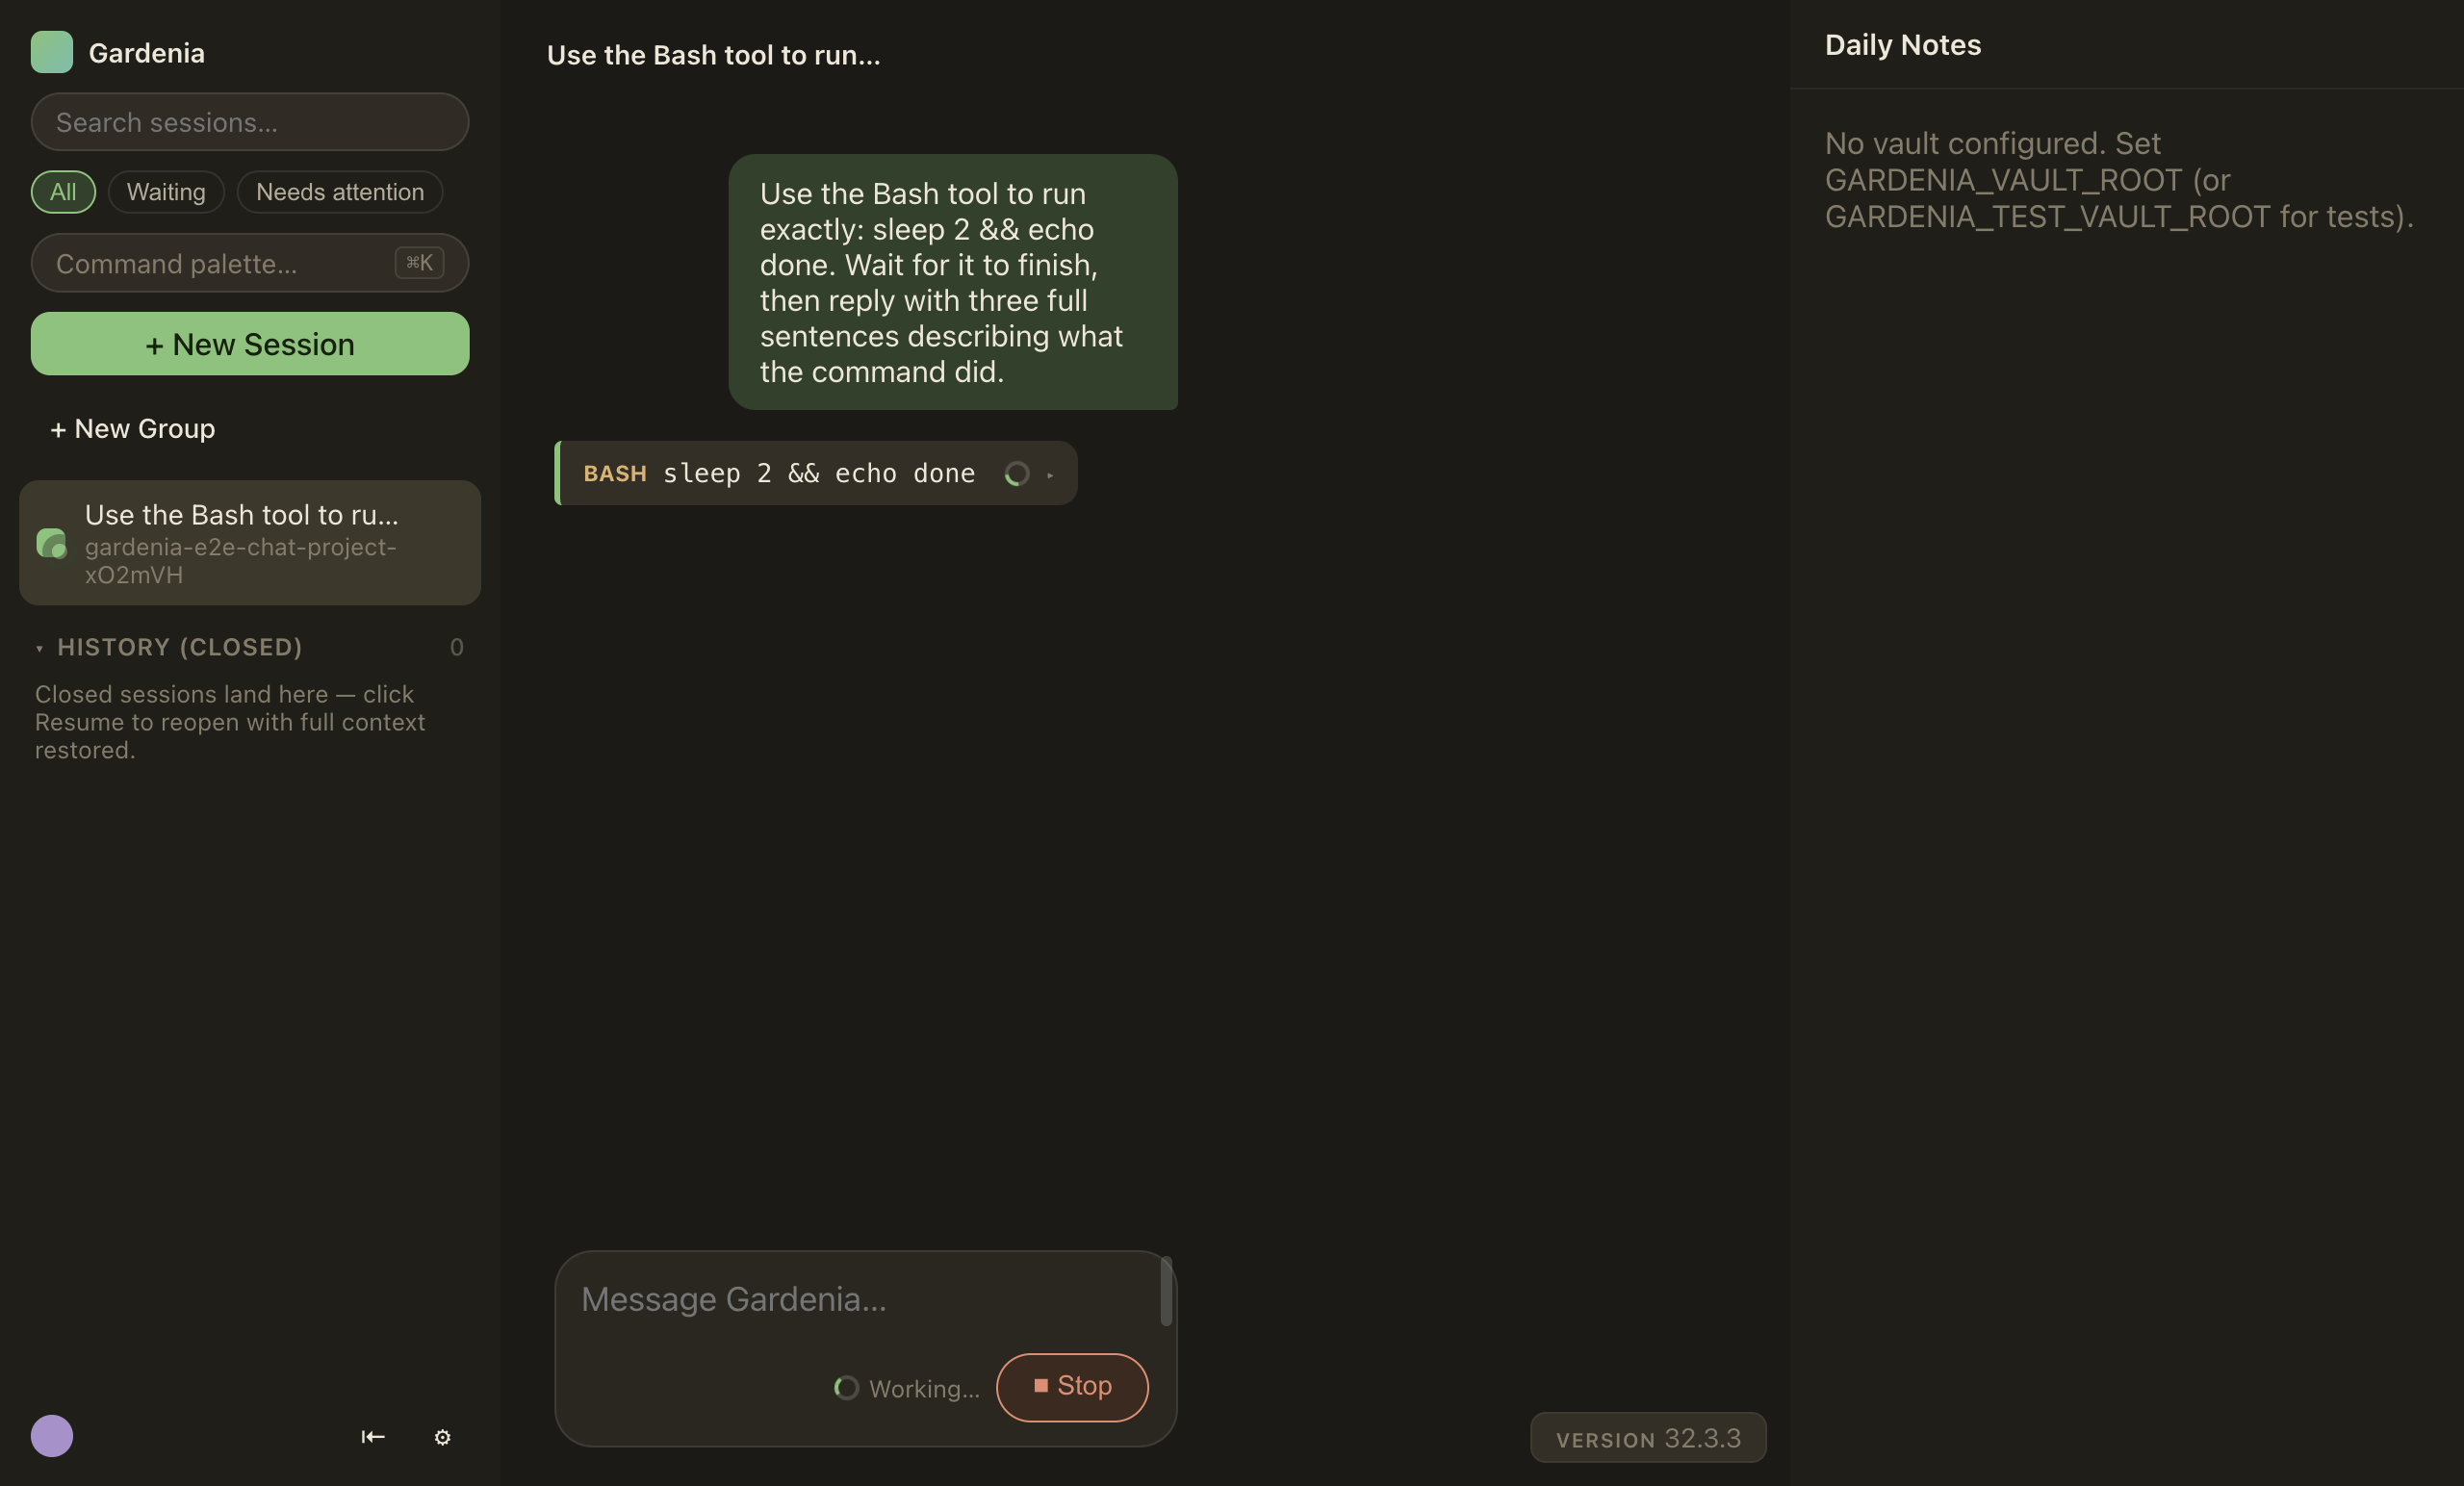 Gardenia
Search sessions...
All
Waiting
Needs attention
Command palette...
⌘K
+ New Session
+ New Group
Use the Bash tool to ru...
gardenia-e2e-chat-project-
xO2mVH
HISTORY (CLOSED)
0
Closed sessions land here — click
Resume to reopen with full context
restored.
Use the Bash tool to run...
Use the Bash tool to run
exactly: sleep 2 && echo
done. Wait for it to finish,
then reply with three full
sentences describing what
the command did.
BASH sleep 2 && echo done
Message Gardenia...
Working...
Stop
VERSION 32.3.3
Daily Notes
No vault configured. Set
GARDENIA_VAULT_ROOT (or
GARDENIA_TEST_VAULT_ROOT for tests).